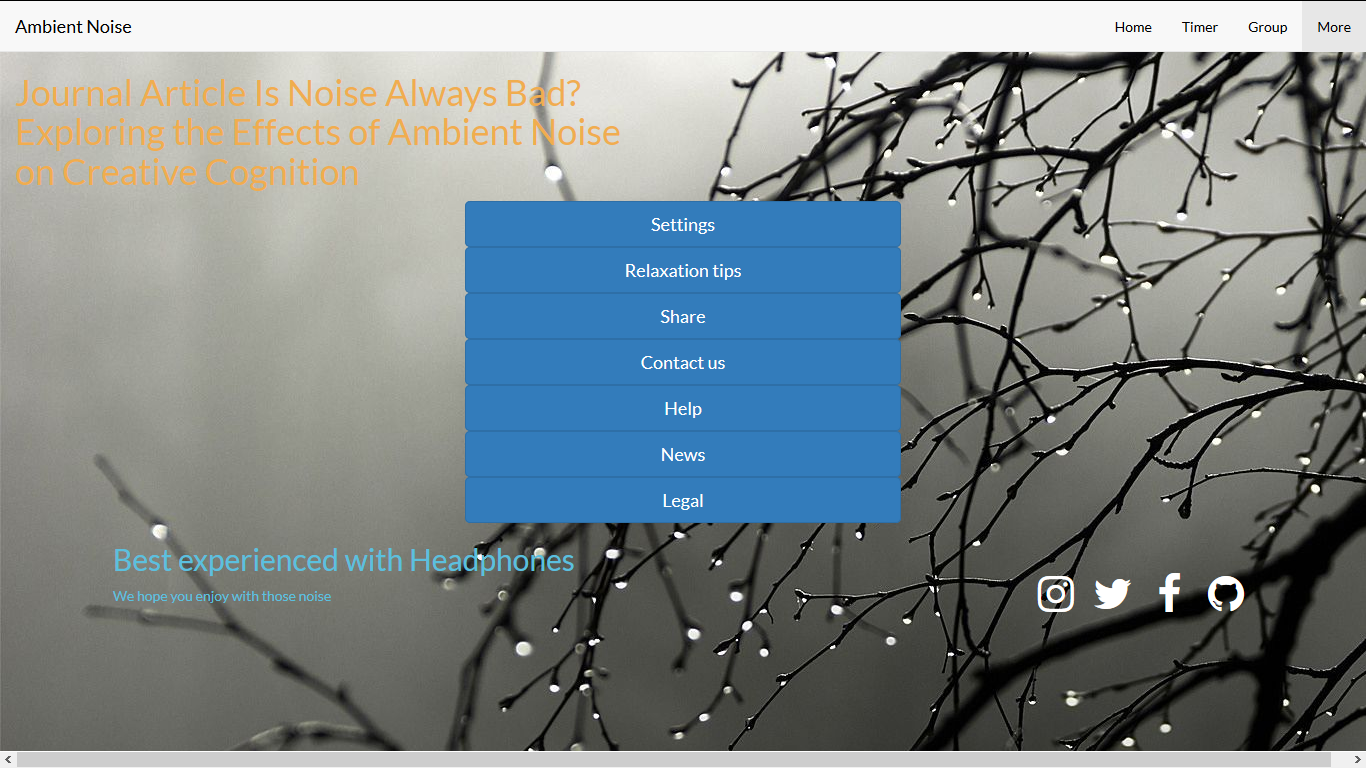 Ambient Noise
Home Timer Group More
Journal Article Is Noise Always Bad?
Exploring the Effects of Ambient Noise
on Creative Cognition
Settings
Relaxation tips
Share
Contact us
Help
News
Legal
Best experienced with Headphones
We hope you enjoy with those noise